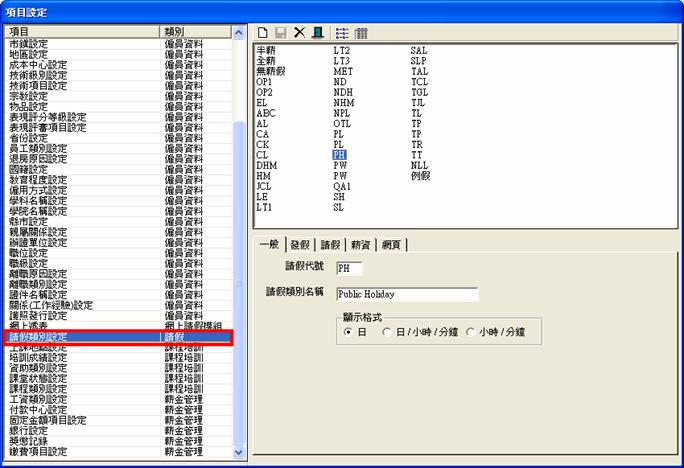 項目設定
項目 類別
市鎮設定 僱員資料
地區設定 僱員資料
成本中心設定 僱員資料
技術級別設定 僱員資料
技術項目設定 僱員資料
宗教設定 僱員資料
物品設定 僱員資料
表現評分等級設定 僱員資料
表現評審項目設定 僱員資料
省份設定 僱員資料
員工類別設定 僱員資料
退房原因設定 僱員資料
國籍設定 僱員資料
教育程度設定 僱員資料
僱用方式設定 僱員資料
學科名稱設定 僱員資料
學院名稱設定 僱員資料
縣市設定 僱員資料
親屬關係設定 僱員資料
辦證單位設定 僱員資料
職位設定 僱員資料
職級設定 僱員資料
離職原因設定 僱員資料
離職類別設定 僱員資料
證件名稱設定 僱員資料
關係(工作經驗)設定 僱員資料
護照發行設定 僱員資料
網上遞表 網上請假模組
請假類別設定 請假
上課地點設定 課程培訓
培訓成績設定 課程培訓
資助類別設定 課程培訓
課堂狀態設定 課程培訓
課程類別設定 課程培訓
工資類別設定 薪金管理
付款中心設定 薪金管理
固定金額項目設定 薪金管理
銀行設定 薪金管理
獎懲記錄 薪金管理
繳費項目設定 薪金管理
半薪 LT2 SAL
全薪 LT3 SLP
無薪假 MET TAL
OP1 ND TCL
OP2 NDH TGL
EL NHM TJL
ABC NPL TL
AL OTL TP
CA PL TP
CK PL TR
CL PH TT
DHM PW NLL
HM PW 例假
JCL QA1
LE SH
LT1 SL
一般 發假 請假 薪資 網頁
請假代號 PH
請假類別名稱 Public Holiday
顯示格式
日 日 / 小時 / 分鐘 小時 / 分鐘